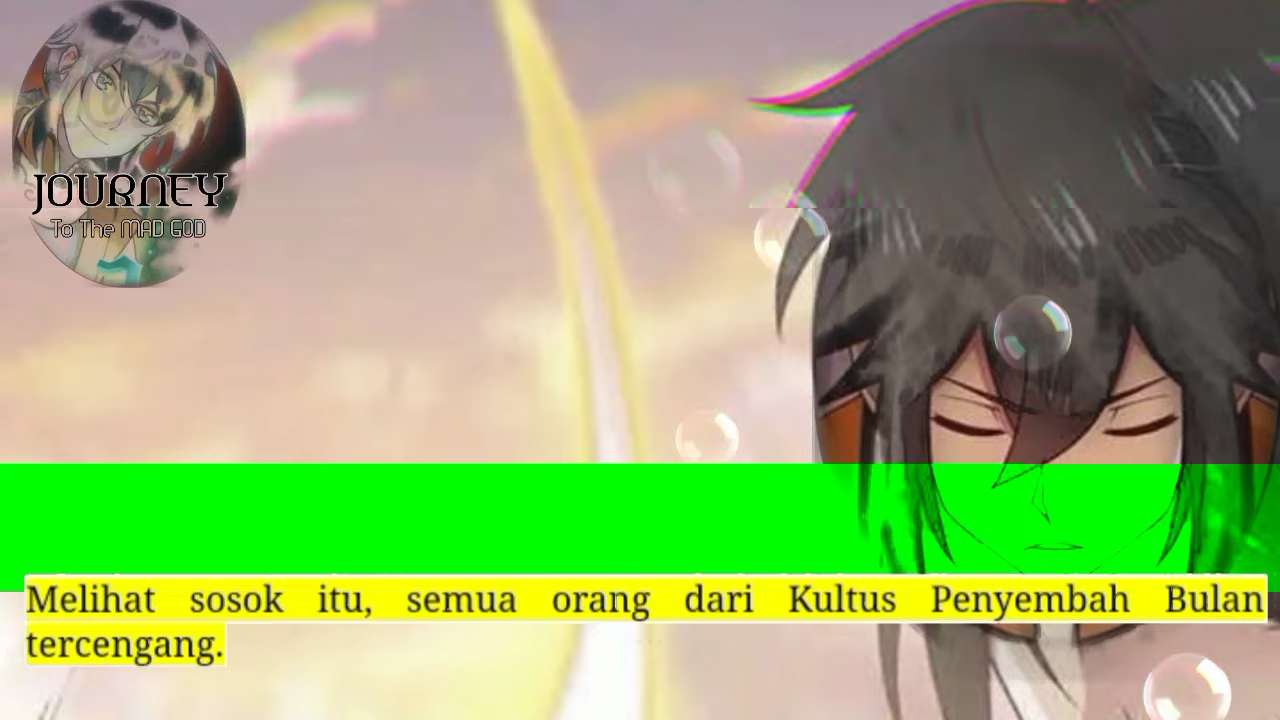 JOURNEY
To The MAD GOD
Melihat sosok itu, semua orang dari Kultus Penyembah Bulan
tercengang.